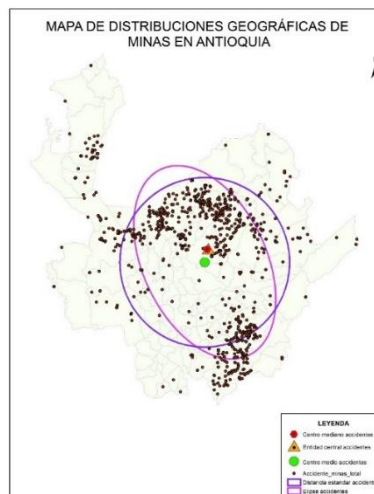 MAPA DE DISTRIBUCIONES GEOGRÁFICAS DE
MINAS EN ANTIOQUIA
LEYENDA
Centro mediano accidentes
Entidad central accidentes
Centro medio accidentes
Accidente_minas_total
Distancia estandar accident
Elipse accidentes